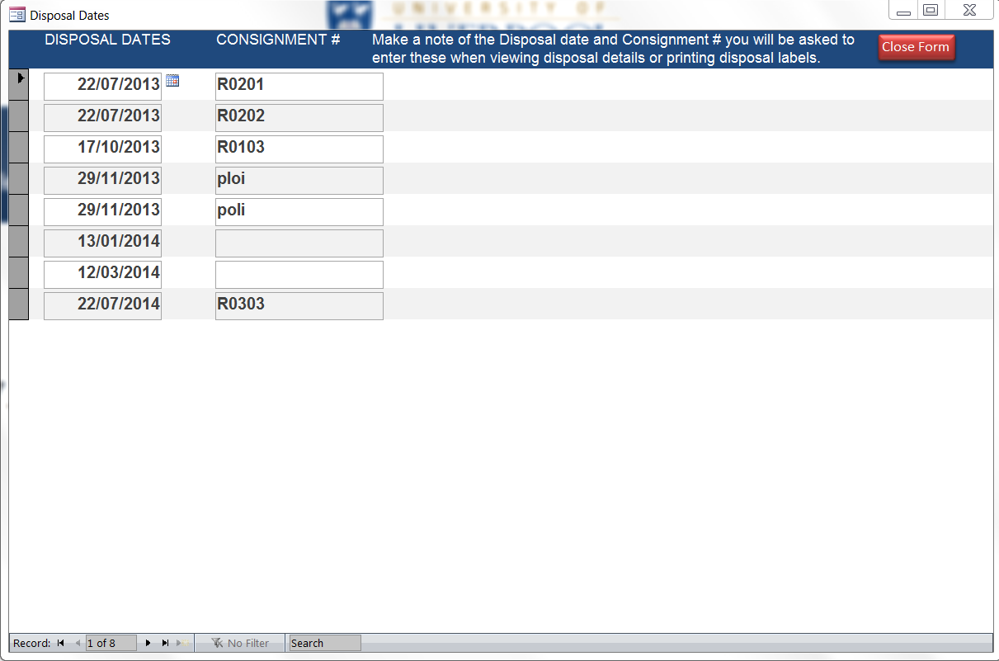 UNIVERSITY OF
Disposal Dates
DISPOSAL DATES CONSIGNMENT # Make a note of the Disposal date and Consignment # you will be asked to
enter these when viewing disposal details or printing disposal labels.
Close Form
22/07/2013 R0201
22/07/2013 R0202
17/10/2013 R0103
29/11/2013 ploi
29/11/2013 poli
13/01/2014
12/03/2014
22/07/2014 R0303
Record: 1 of 8 No Filter Search